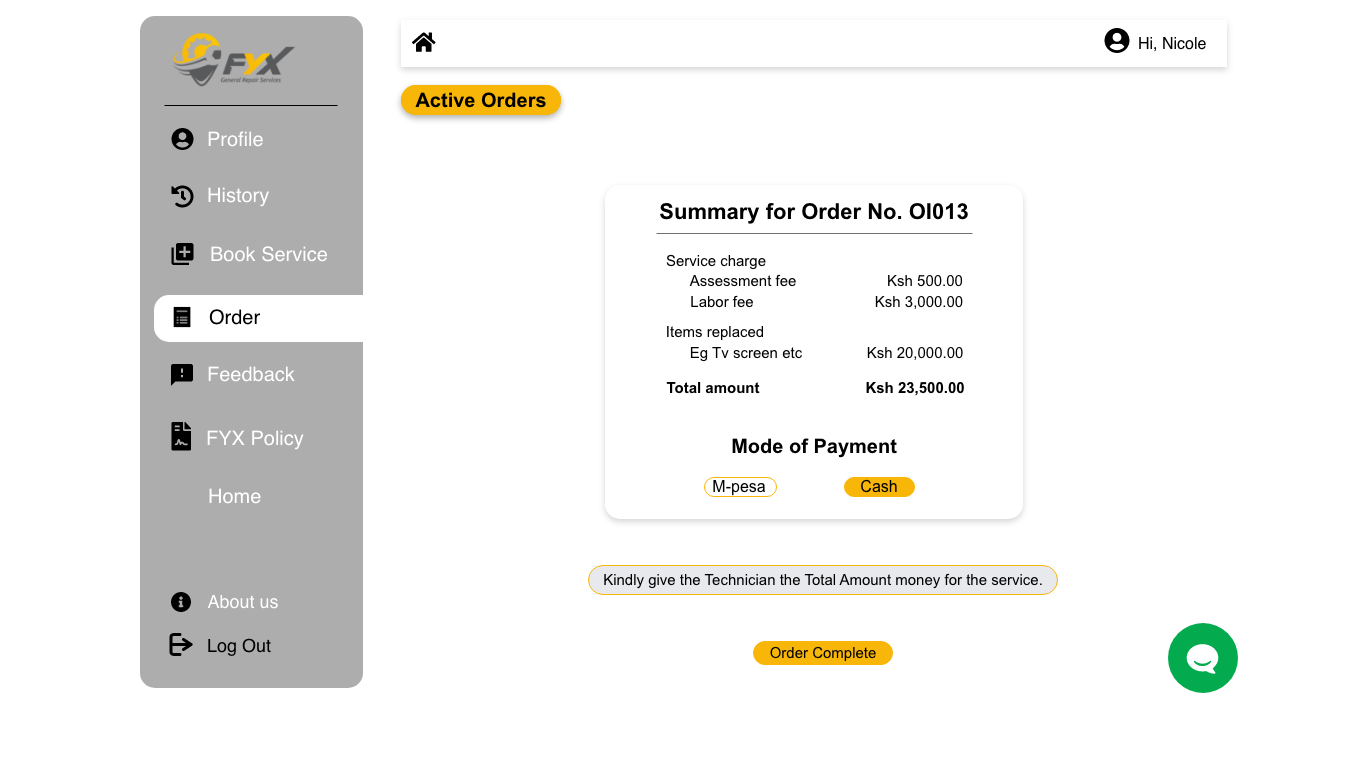 FYX
General Repair Services
Profile
History
Book Service
Order
Feedback
FYX Policy
Home
About us
Log Out
Hi, Nicole
Active Orders
Summary for Order No. OI013
Service charge
Assessment fee Ksh 500.00
Labor fee Ksh 3,000.00
Items replaced
Eg Tv screen etc Ksh 20,000.00
Total amount Ksh 23,500.00
Mode of Payment
M-pesa Cash
Kindly give the Technician the Total Amount money for the service.
Order Complete